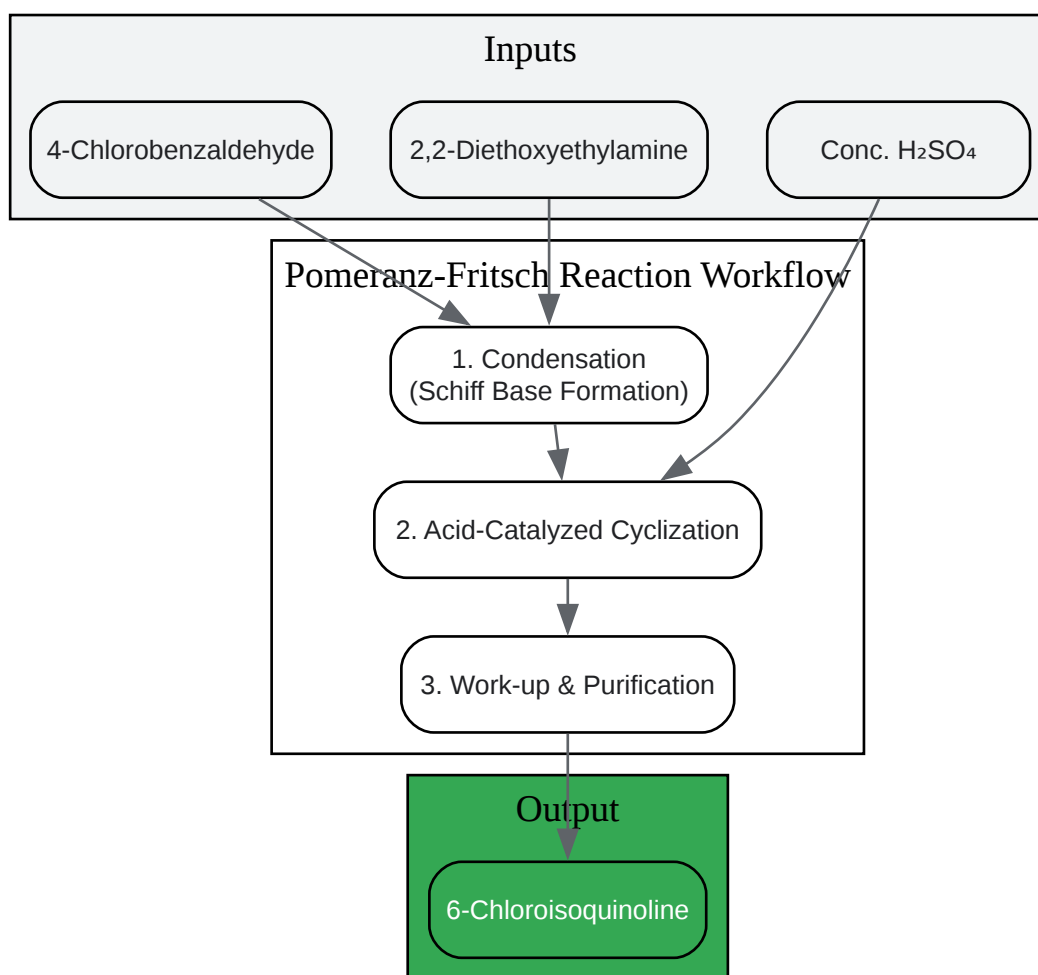 Inputs
4-Chlorobenzaldehyde
2,2-Diethoxyethylamine
Conc. H₂SO₄
Pomeranz-Fritsch Reaction Workflow
1. Condensation
(Schiff Base Formation)
2. Acid-Catalyzed Cyclization
3. Work-up & Purification
Output
6-Chloroisoquinoline